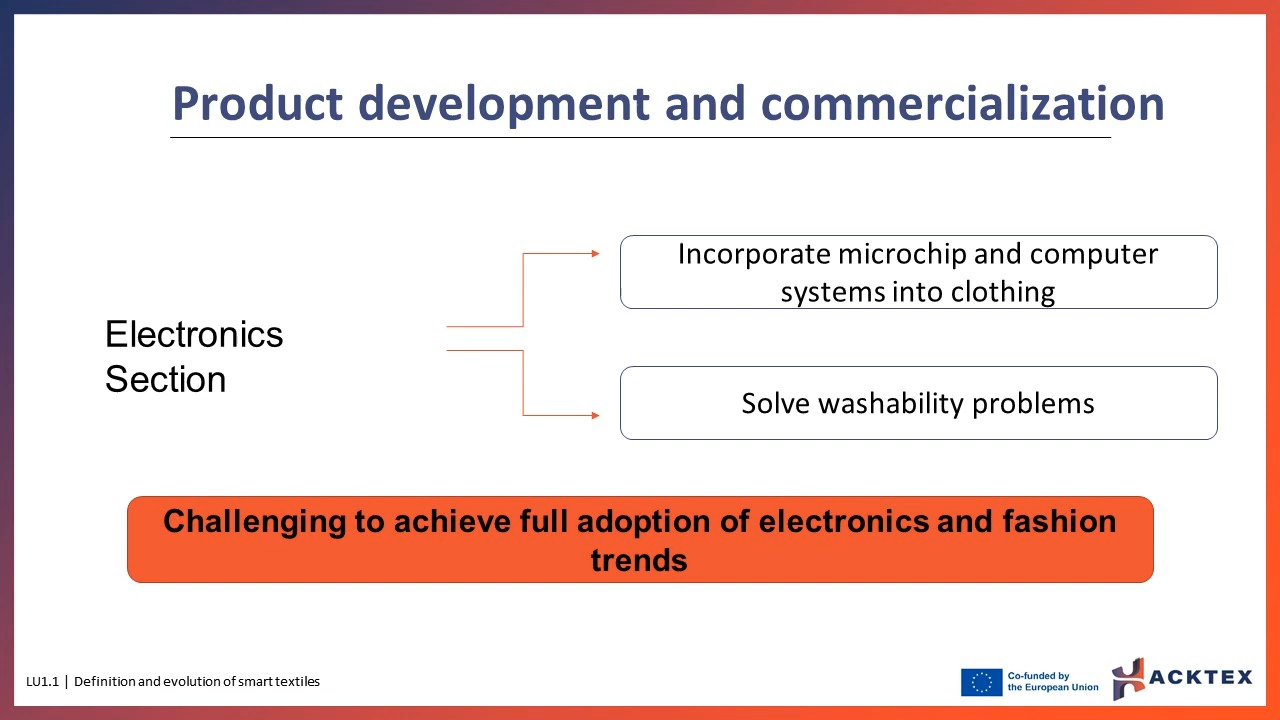 Product development and commercialization
Incorporate microchip and computer
systems into clothing
Electronics
Section
Solve washability problems
Challenging to achieve full adoption of electronics and fashion
trends
LU1.1 | Definition and evolution of smart textiles
Co-funded by
the European Union
HACKTEX